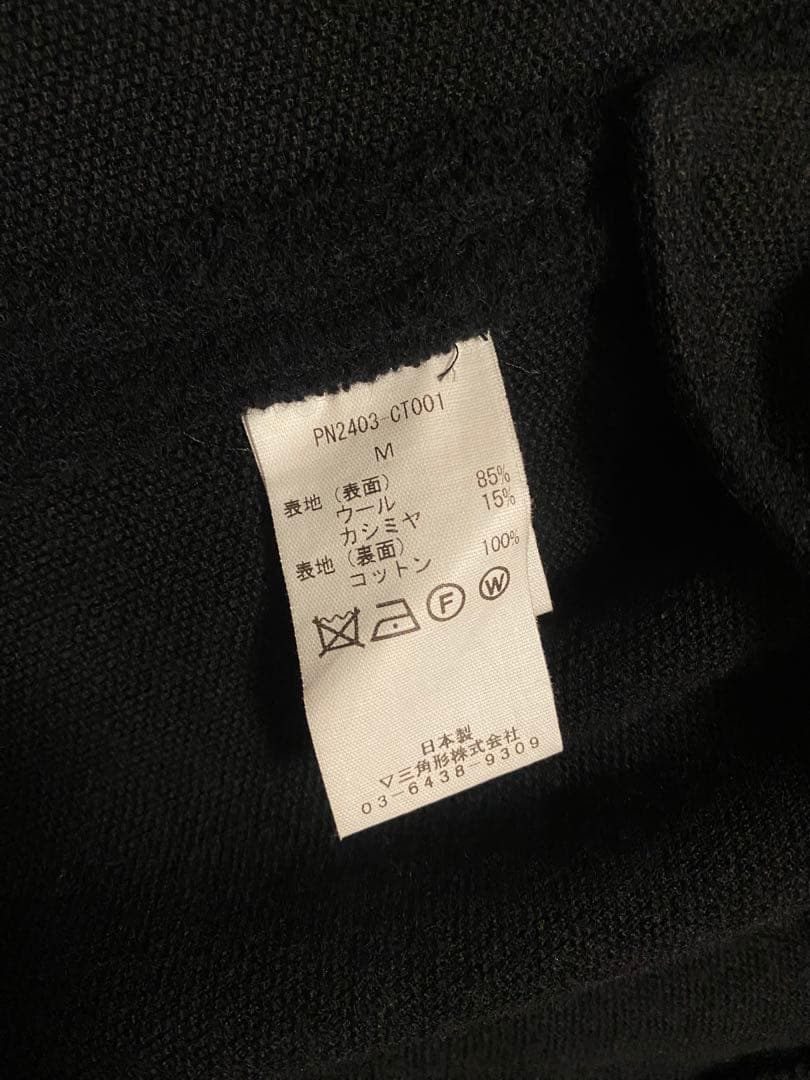 PN2403-CT001
M
表地（表面）
ウール 85%
カシミヤ 15%
表地（裏面）
コットン 100%
F W
日本製
▽三角形株式会社
03-6438-9309